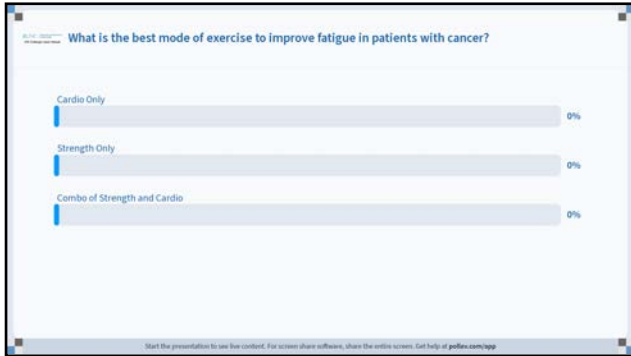 What is the best mode of exercise to improve fatigue in patients with cancer?
Cardio Only
0%
Strength Only
0%
Combo of Strength and Cardio
0%
Start the presentation to see live content. For screen share software, share the entire screen. Get help at pollev.com/app